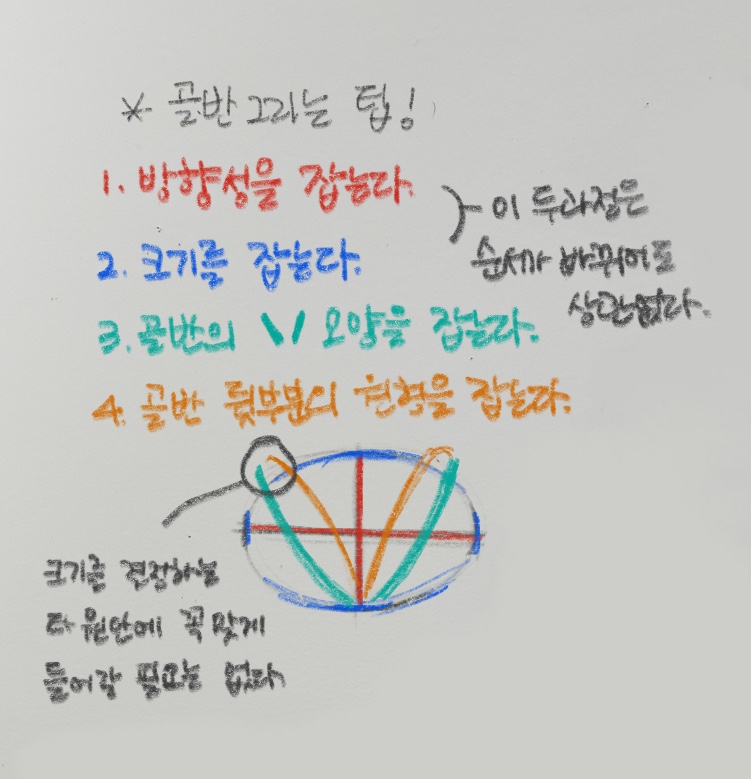 * 골반 그리는 팁!
1. 방향성을 잡는다.
2. 크기를 잡는다.
} 이 두과정은
순서가 바뀌어도
상관없다.
3. 골반의 \/ 모양을 잡는다.
4. 골반 뒷부분의 원형을 잡는다.
크기를 결정하는
타원안에 꼭 맞게
들어갈 필요는 없다.